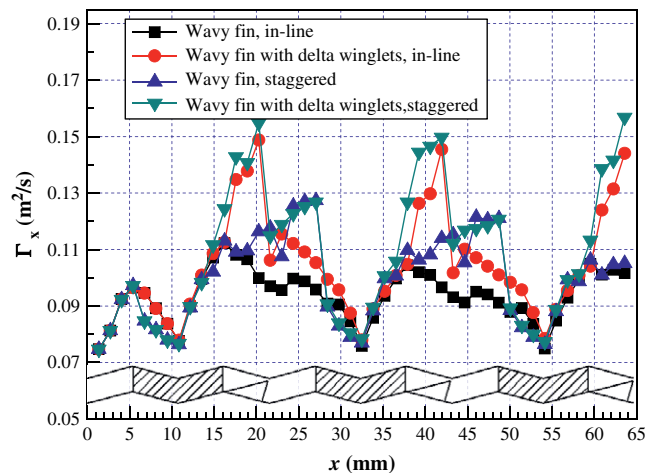 0.19
0.17
0.15
0.13
0.11
0.09
0.07
0.05
Γx (m²/s)
Wavy fin, in-line
Wavy fin with delta winglets, in-line
Wavy fin, staggered
Wavy fin with delta winglets,staggered
0 5 10 15 20 25 30 35 40 45 50 55 60 65
x (mm)